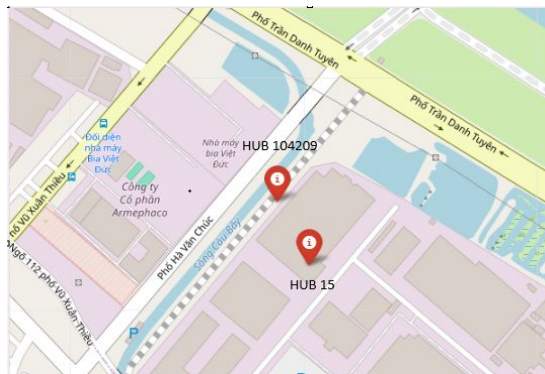 Phố Trần Danh Tuyên
Phố Trần Danh Tuyên
HUB 104209
Nhà máy
bia Việt
Đức
Đối diện
nhà máy
Bia Việt
Đức
Công ty
Cổ phần
Armephaco
Phố Hà Văn Chúc
Sông Cầu Bây
phố Vũ Xuân Thiều
Ngõ 112 phố Vũ Xuân Thiều
HUB 15
P
P